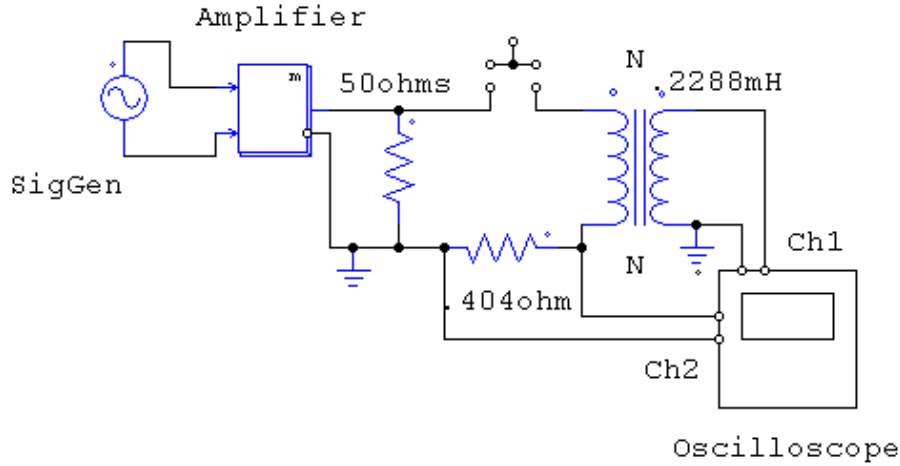 Amplifier
m
50ohms
N
.2288mH
SigGen
Ch1
N
.404ohm
Ch2
Oscilloscope